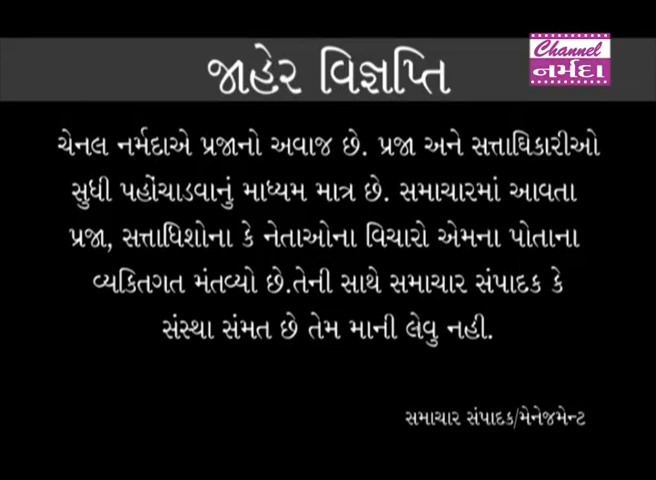 Channel
નર્મદા
જાહેર વિજ્ઞપ્તિ
ચેનલ નર્મદાએ પ્રજાનો અવાજ છે. પ્રજા અને સત્તાધિકારીઓ
સુધી પહોંચાડવાનું માધ્યમ માત્ર છે. સમાચારમાં આવતા
પ્રજા, સત્તાધિશોના કે નેતાઓના વિચારો એમના પોતાના
વ્યકિતગત મંતવ્યો છે.તેની સાથે સમાચાર સંપાદક કે
સંસ્થા સંમત છે તેમ માની લેવુ નહી.
સમાચાર સંપાદક/મેનેજમેન્ટ